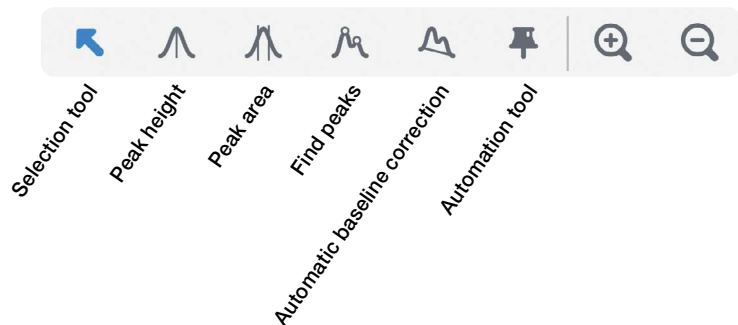 Selection tool
Peak height
Peak area
Find peaks
Automatic baseline correction
Automation tool